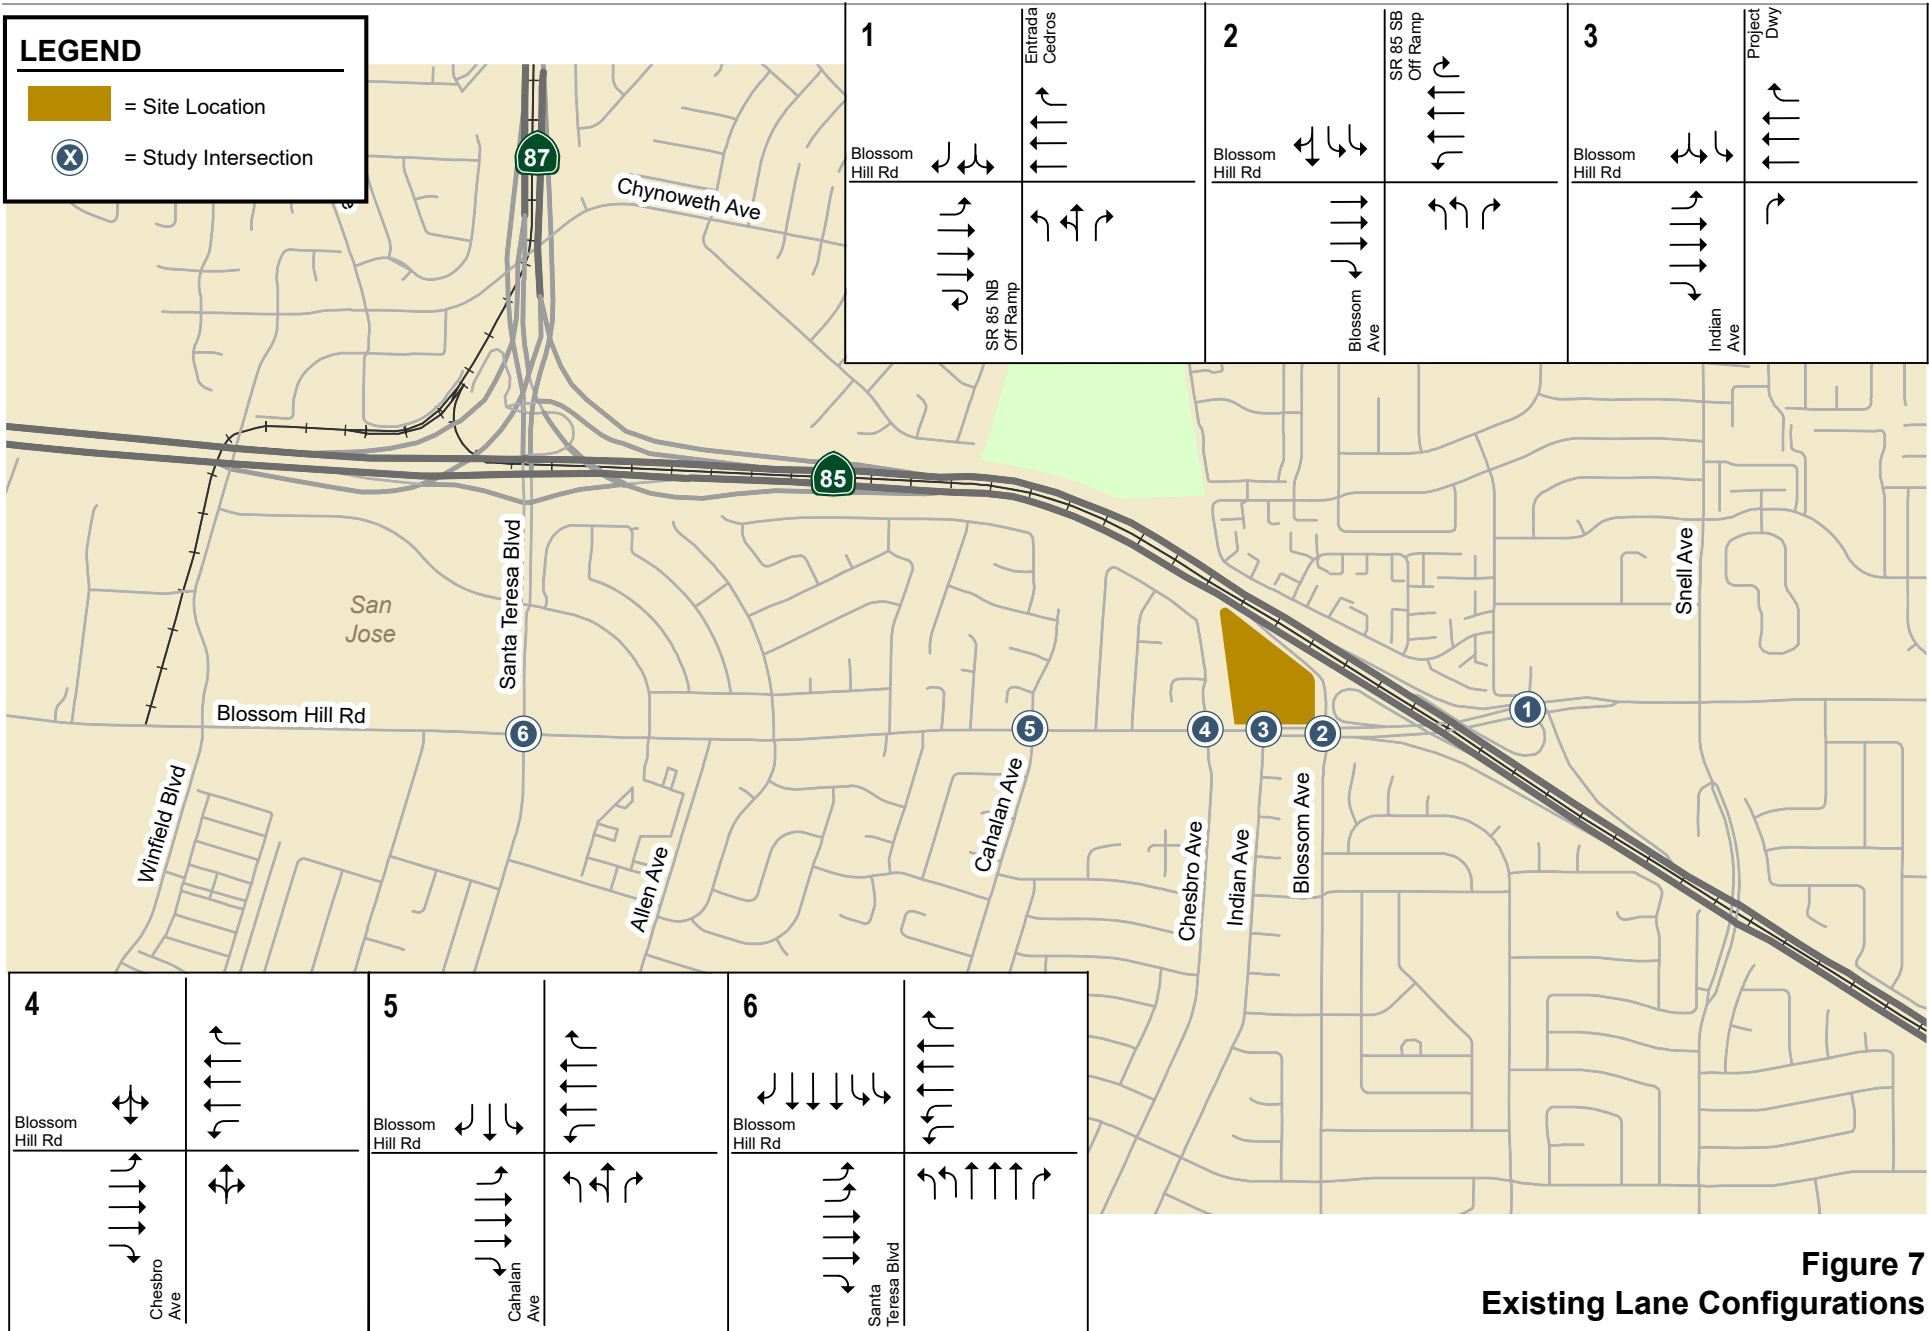 LEGEND
= Site Location
X
= Study Intersection
1
Entrada
Cedros
Blossom
Hill Rd
SR 85 NB
Off Ramp
2
SR 85 SB
Off Ramp
Blossom
Hill Rd
Blossom
Ave
3
Project
Dwy
Blossom
Hill Rd
Indian
Ave
87
Chynoweth Ave
85
San
Jose
Santa Teresa Blvd
Snell Ave
Blossom Hill Rd
6
5
4
3
2
1
Winfield Blvd
Allen Ave
Cahalan Ave
Chesbro Ave
Indian Ave
Blossom Ave
4
Blossom
Hill Rd
Chesbro
Ave
5
Blossom
Hill Rd
Cahalan
Ave
6
Blossom
Hill Rd
Santa
Teresa Blvd
Figure 7
Existing Lane Configurations